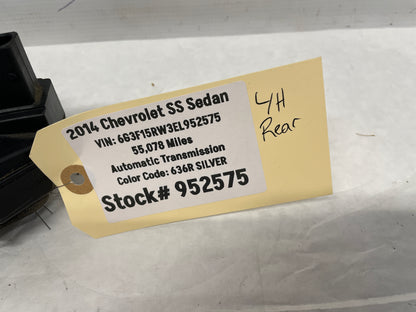 2014 Chevrolet SS Sedan
VIN: 6G3F15RW3EL952575
55,078 Miles
Automatic Transmission
Color Code: 636R SILVER
Stock# 952575
LH
Rear